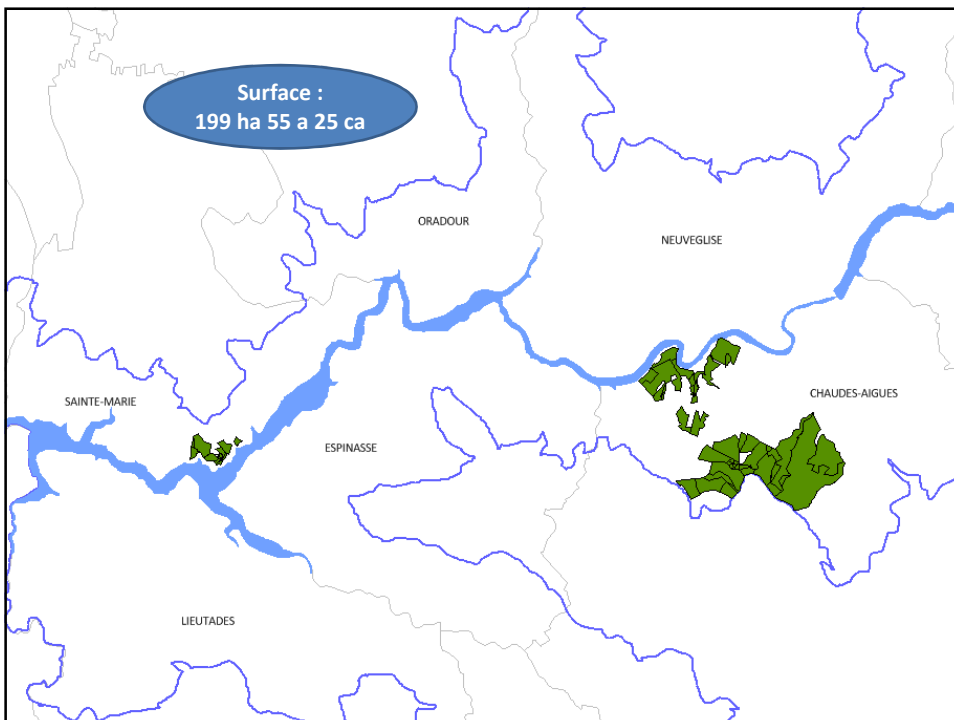 Surface :
199 ha 55 a 25 ca
ORADOUR
NEUVEGLISE
CHAUDES-AIGUES
SAINTE-MARIE
ESPINASSE
LIEUTADES